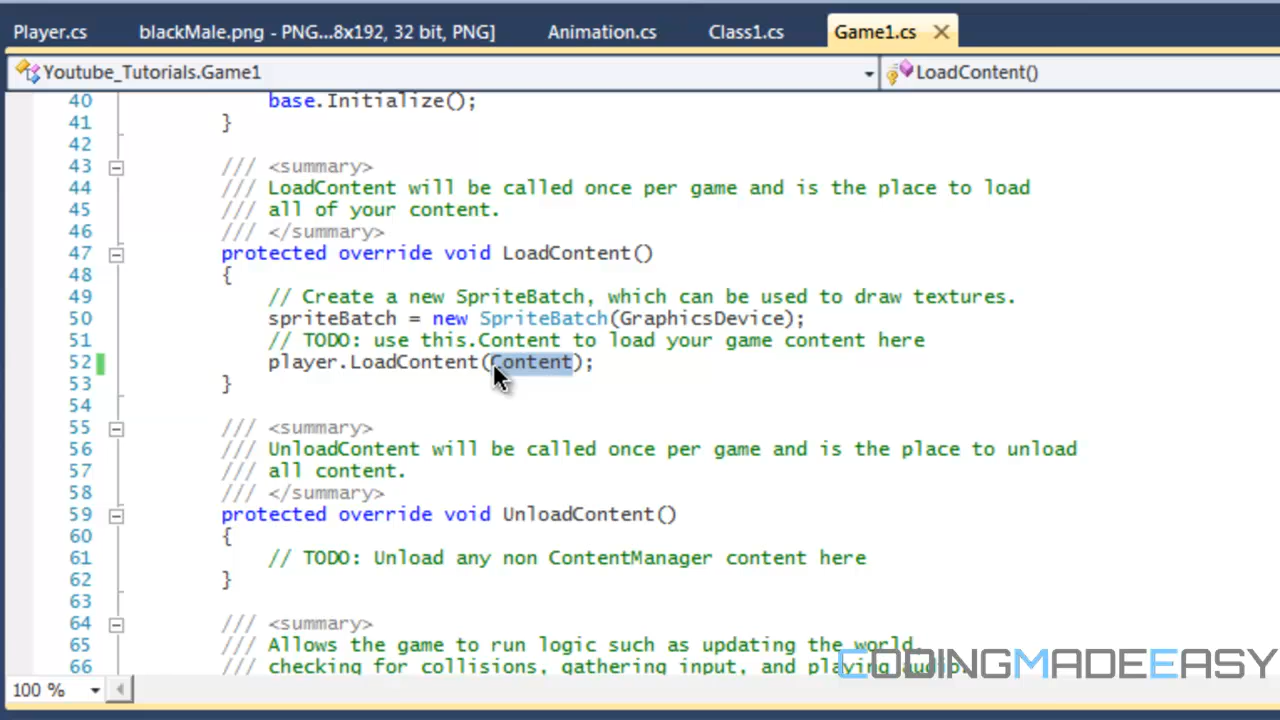 Player.cs blackMale.png - PNG...8x192, 32 bit, PNG] Animation.cs Class1.cs Game1.cs
Youtube_Tutorials.Game1 LoadContent()
40 base.Initialize();
41 }
42
43 /// <summary>
44 /// LoadContent will be called once per game and is the place to load
45 /// all of your content.
46 /// </summary>
47 protected override void LoadContent()
48 {
49 // Create a new SpriteBatch, which can be used to draw textures.
50 spriteBatch = new SpriteBatch(GraphicsDevice);
51 // TODO: use this.Content to load your game content here
52 player.LoadContent(Content);
53 }
54
55 /// <summary>
56 /// UnloadContent will be called once per game and is the place to unload
57 /// all content.
58 /// </summary>
59 protected override void UnloadContent()
60 {
61 // TODO: Unload any non ContentManager content here
62 }
63
64 /// <summary>
65 /// Allows the game to run logic such as updating the world,
66 /// checking for collisions, gathering input, and playing audio.
CODINGMADEEASY
100 %